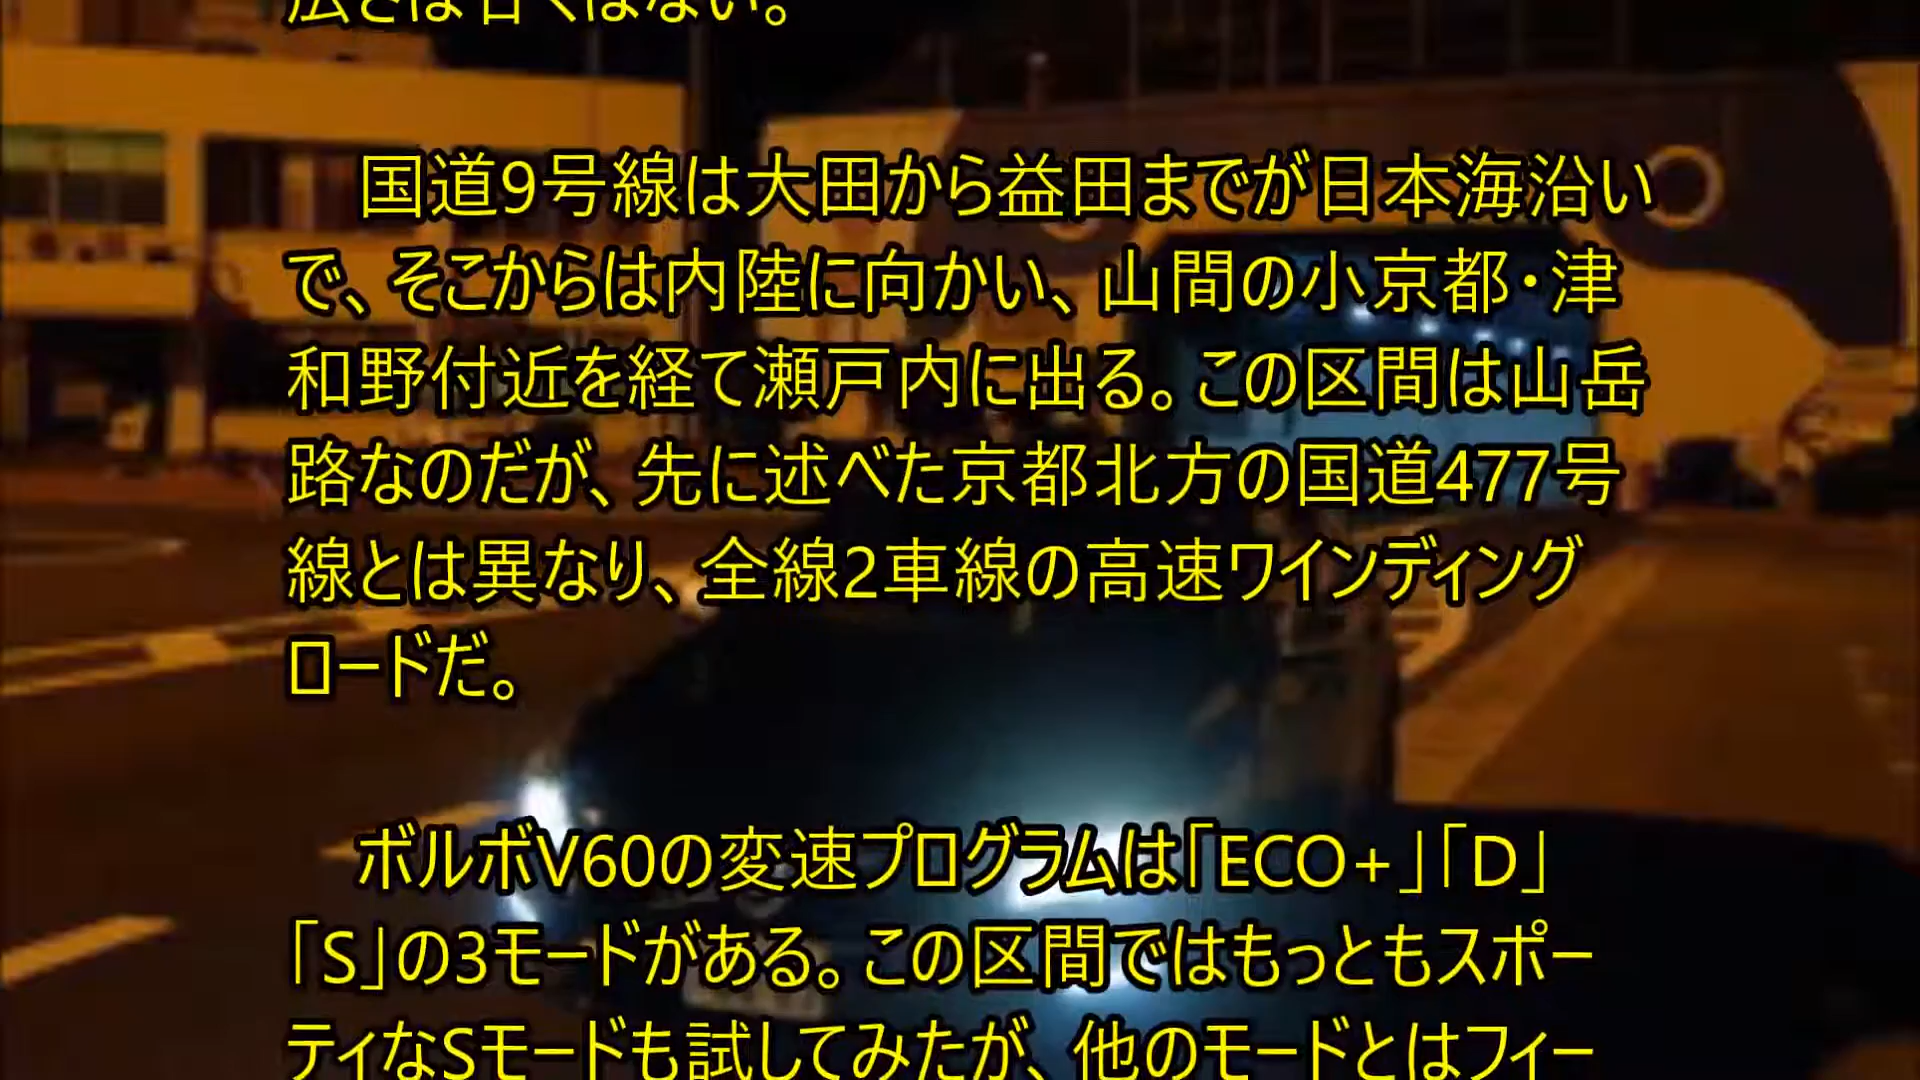 広さは古くはない。
国道9号線は大田から益田までが日本海沿い
で、そこからは内陸に向かい、山間の小京都・津
和野付近を経て瀬戸内に出る。この区間は山岳
路なのだが、先に述べた京都北方の国道477号
線とは異なり、全線2車線の高速ワインディング
ロードだ。
ボルボV60の変速プログラムは「ECO+」「D」
「S」の3モードがある。この区間ではもっともスポー
ティなSモードも試してみたが、他のモードとはフィー